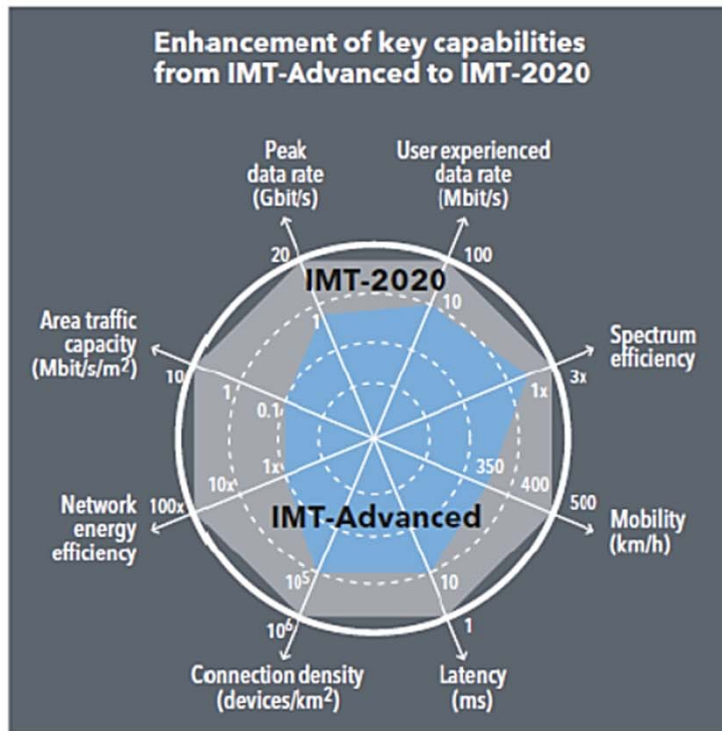 Enhancement of key capabilities
from IMT-Advanced to IMT-2020
Peak
data rate
(Gbit/s)
User experienced
data rate
(Mbit/s)
20
100
IMT-2020
1
10
Area traffic
capacity
(Mbit/s/m²)
Spectrum
efficiency
10
1
0.1
1x
3x
1x
10x
100x
350
400
500
Network
energy
efficiency
Mobility
(km/h)
IMT-Advanced
10⁵
10
10⁶
1
Connection density
(devices/km²)
Latency
(ms)